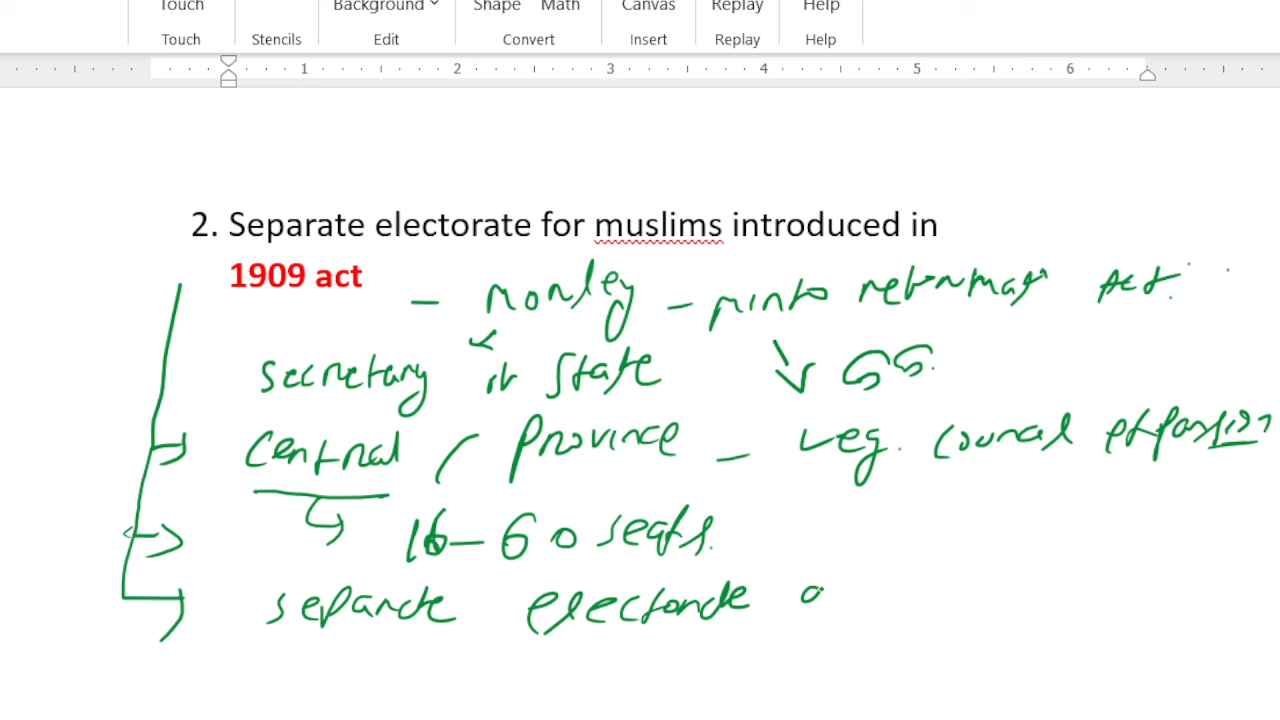 Touch Background Shape Math Canvas Replay Help
Touch Stencils Edit Convert Insert Replay Help
1 2 3 4 5 6
2. Separate electorate for muslims introduced in
1909 act
- morley - minto reforms Act.
secretary of state GG.
Central / province - Leg. council expansion
16-60 seats.
separate electorate